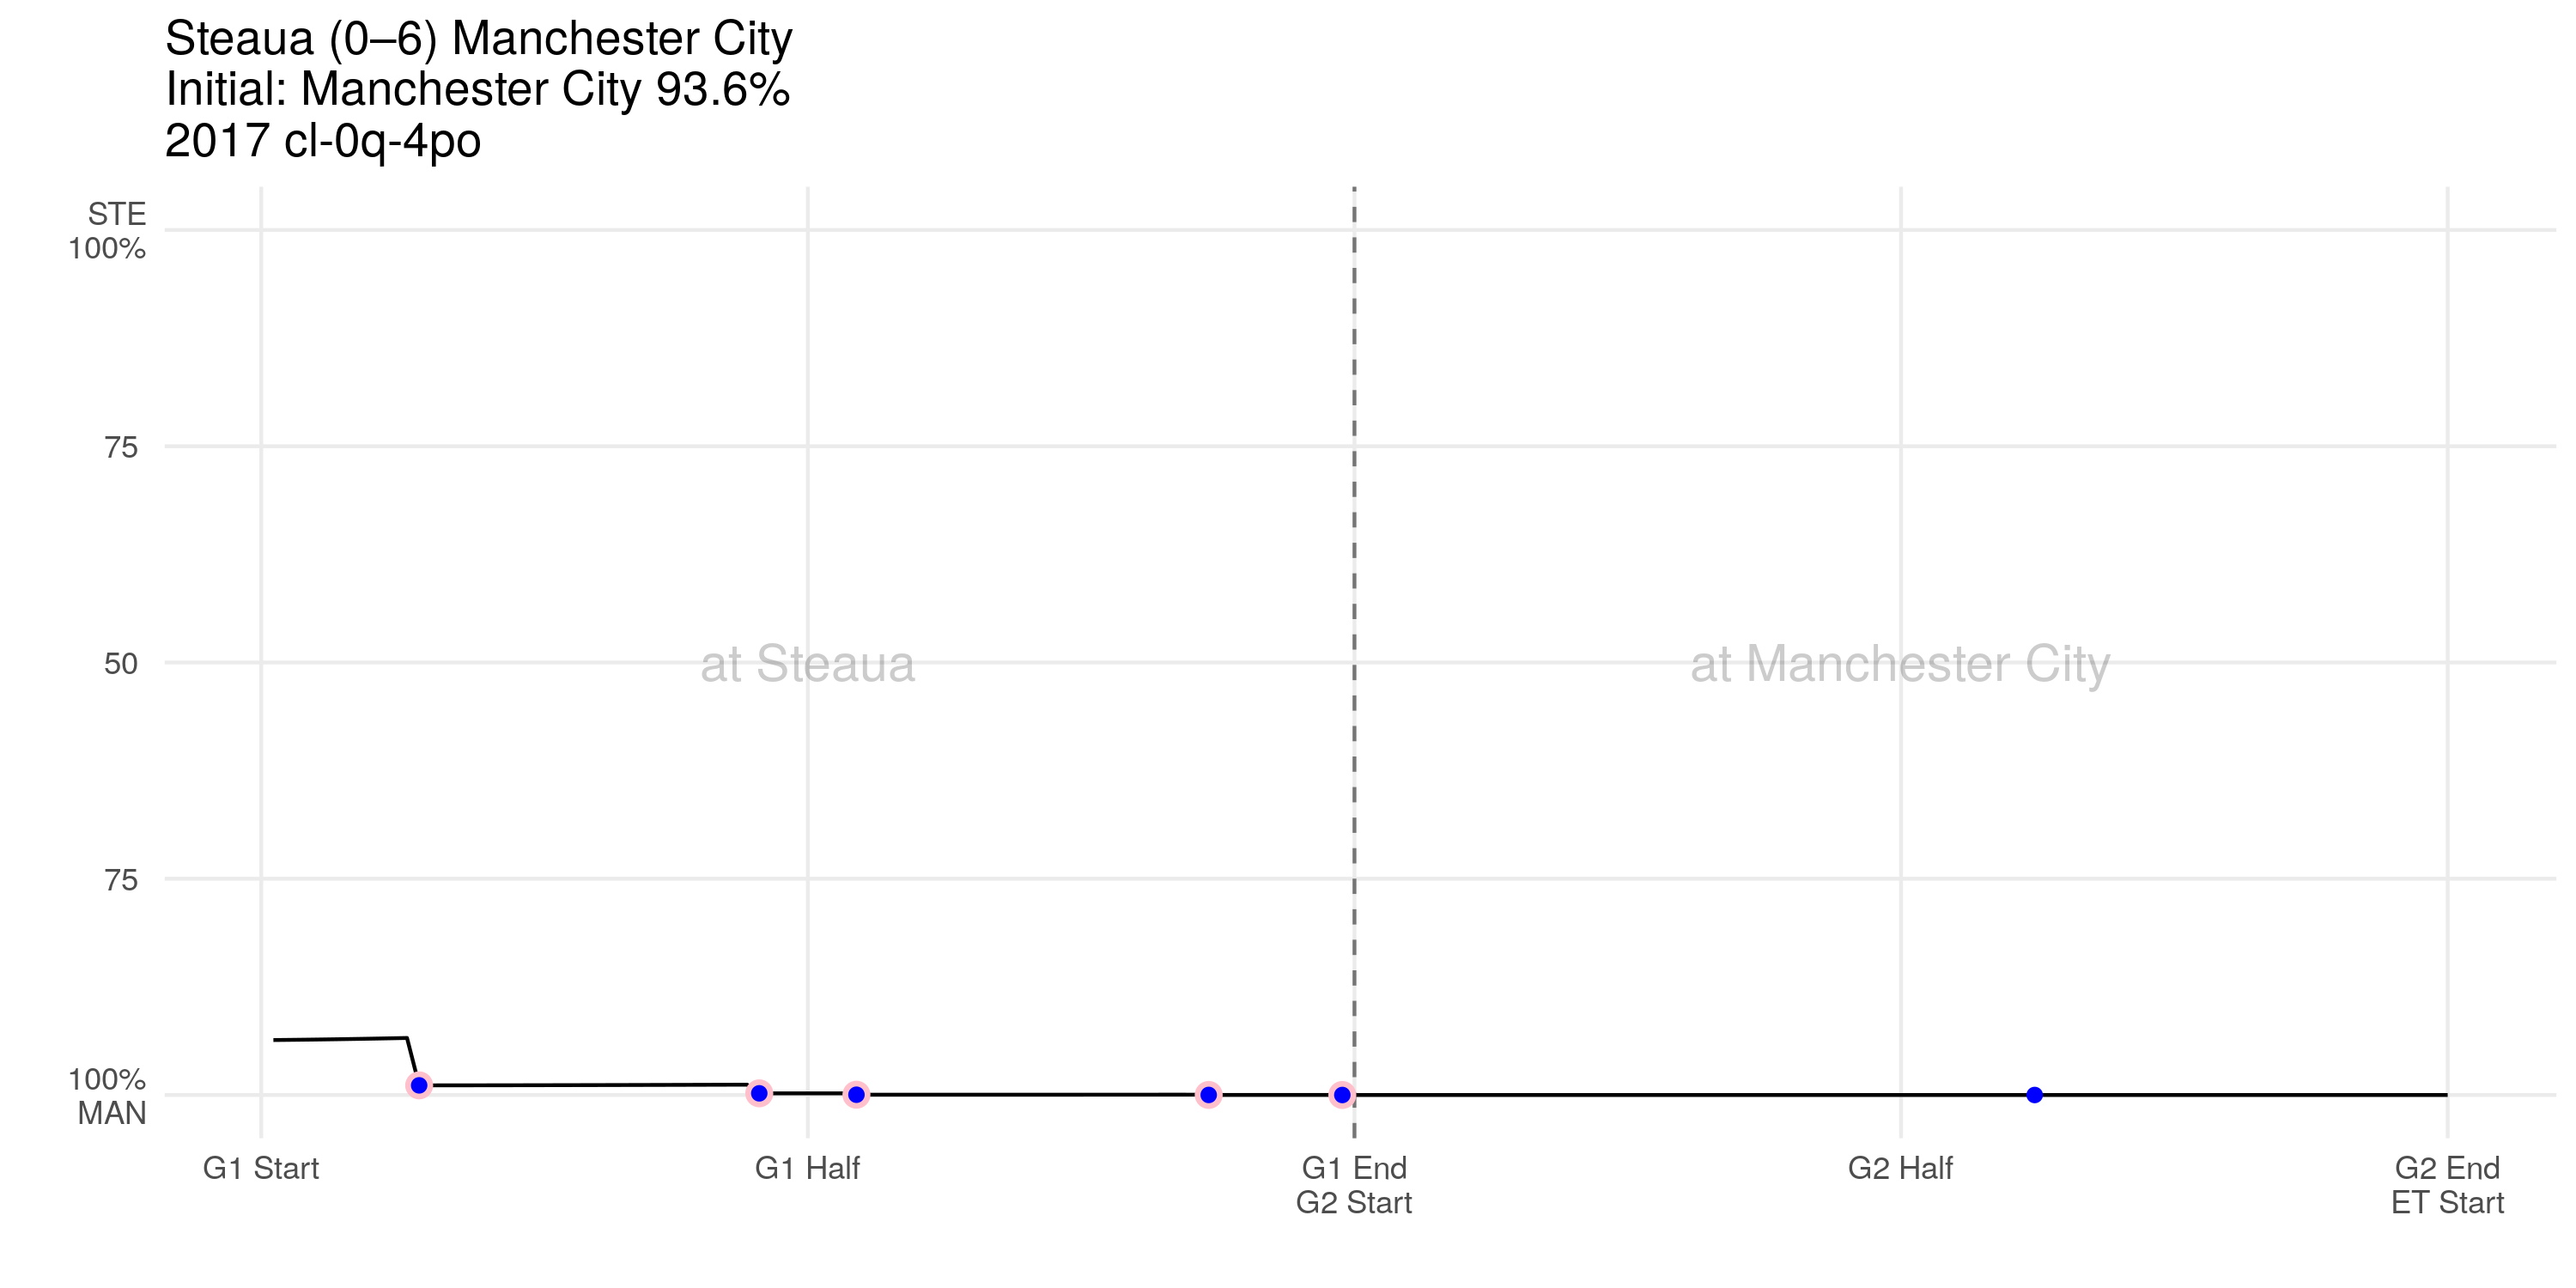 Steaua (0–6) Manchester City
Initial: Manchester City 93.6%
2017 cl-0q-4po
STE
100%
75
50
75
100%
MAN
at Steaua
at Manchester City
G1 Start
G1 Half
G1 End
G2 Start
G2 Half
G2 End
ET Start